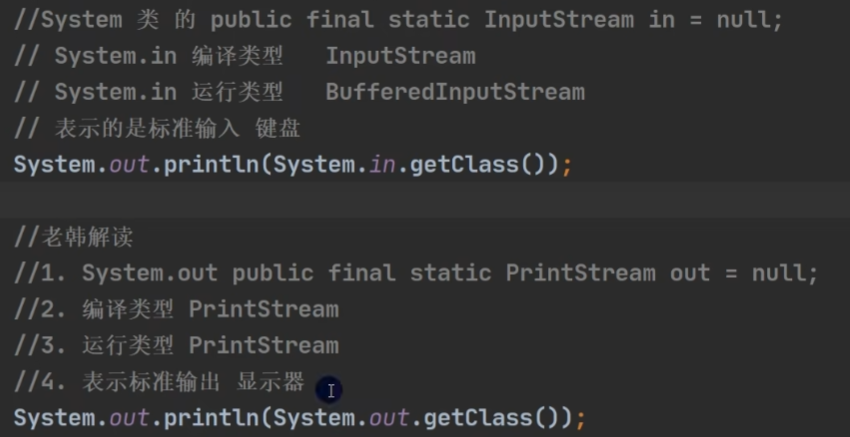 //System 类 的 public final static InputStream in = null;
// System.in 编译类型   InputStream
// System.in 运行类型   BufferedInputStream
// 表示的是标准输入 键盘
System.out.println(System.in.getClass());
//老韩解读
//1. System.out public final static PrintStream out = null;
//2. 编译类型 PrintStream
//3. 运行类型 PrintStream
//4. 表示标准输出 显示器
System.out.println(System.out.getClass());